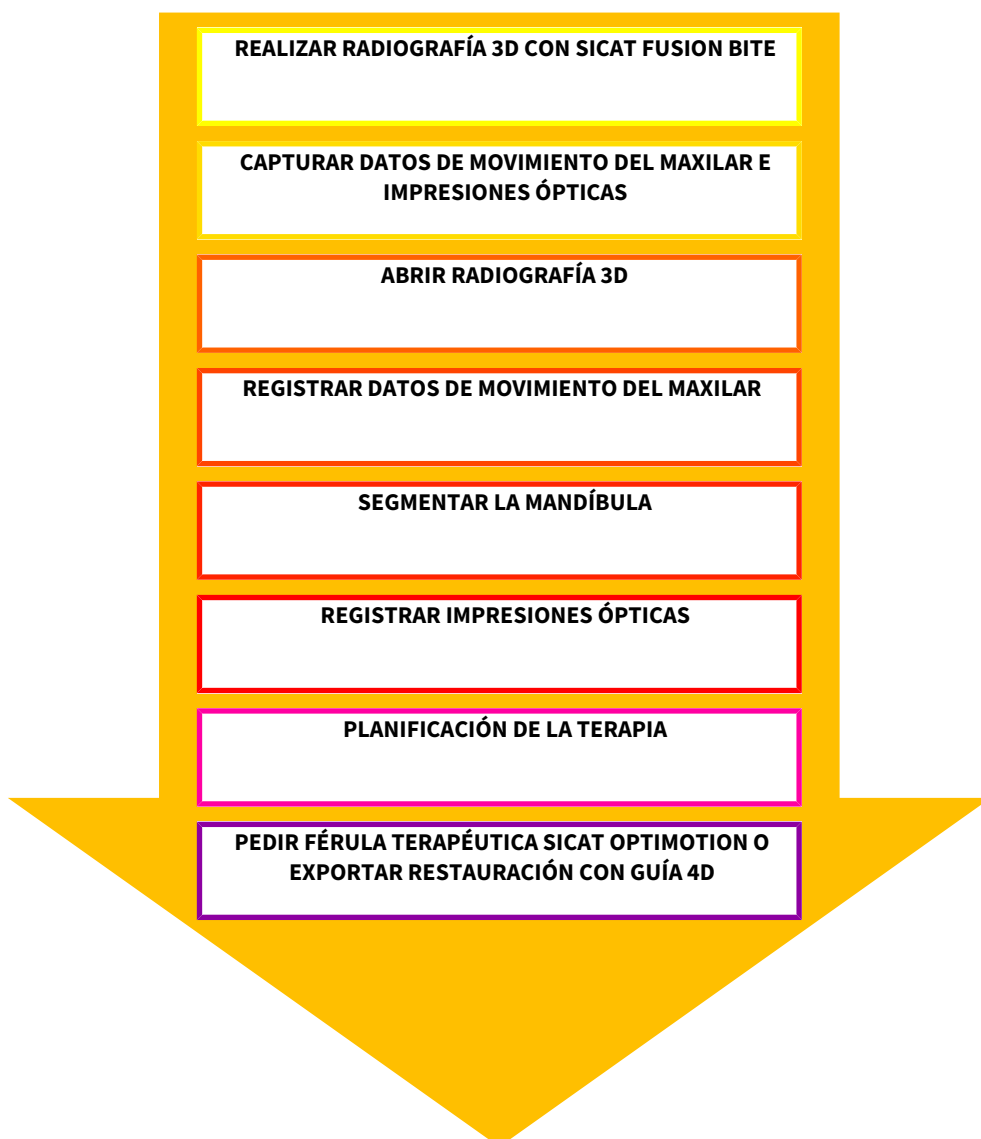 REALIZAR RADIOGRAFÍA 3D CON SICAT FUSION BITE
CAPTURAR DATOS DE MOVIMIENTO DEL MAXILAR E
IMPRESIONES ÓPTICAS
ABRIR RADIOGRAFÍA 3D
REGISTRAR DATOS DE MOVIMIENTO DEL MAXILAR
SEGMENTAR LA MANDÍBULA
REGISTRAR IMPRESIONES ÓPTICAS
PLANIFICACIÓN DE LA TERAPIA
PEDIR FÉRULA TERAPÉUTICA SICAT OPTIMOTION O
EXPORTAR RESTAURACIÓN CON GUÍA 4D